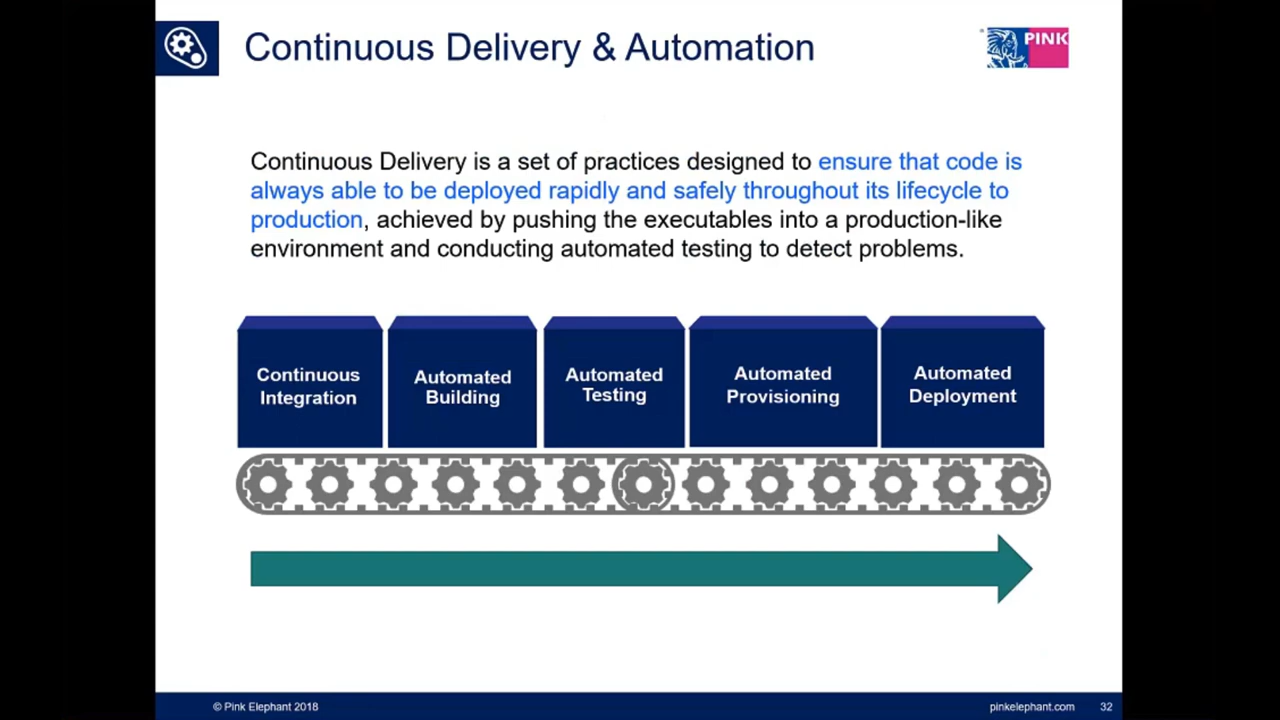 Continuous Delivery & Automation
PINK
Continuous Delivery is a set of practices designed to ensure that code is
always able to be deployed rapidly and safely throughout its lifecycle to
production, achieved by pushing the executables into a production-like
environment and conducting automated testing to detect problems.
Continuous
Integration
Automated
Building
Automated
Testing
Automated
Provisioning
Automated
Deployment
© Pink Elephant 2018
pinkelephant.com
32